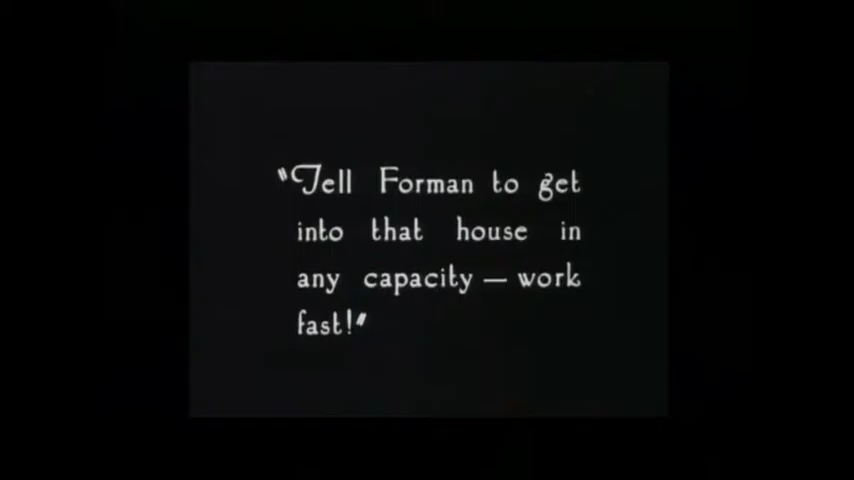 "Tell Forman to get
into that house in
any capacity — work
fast!"